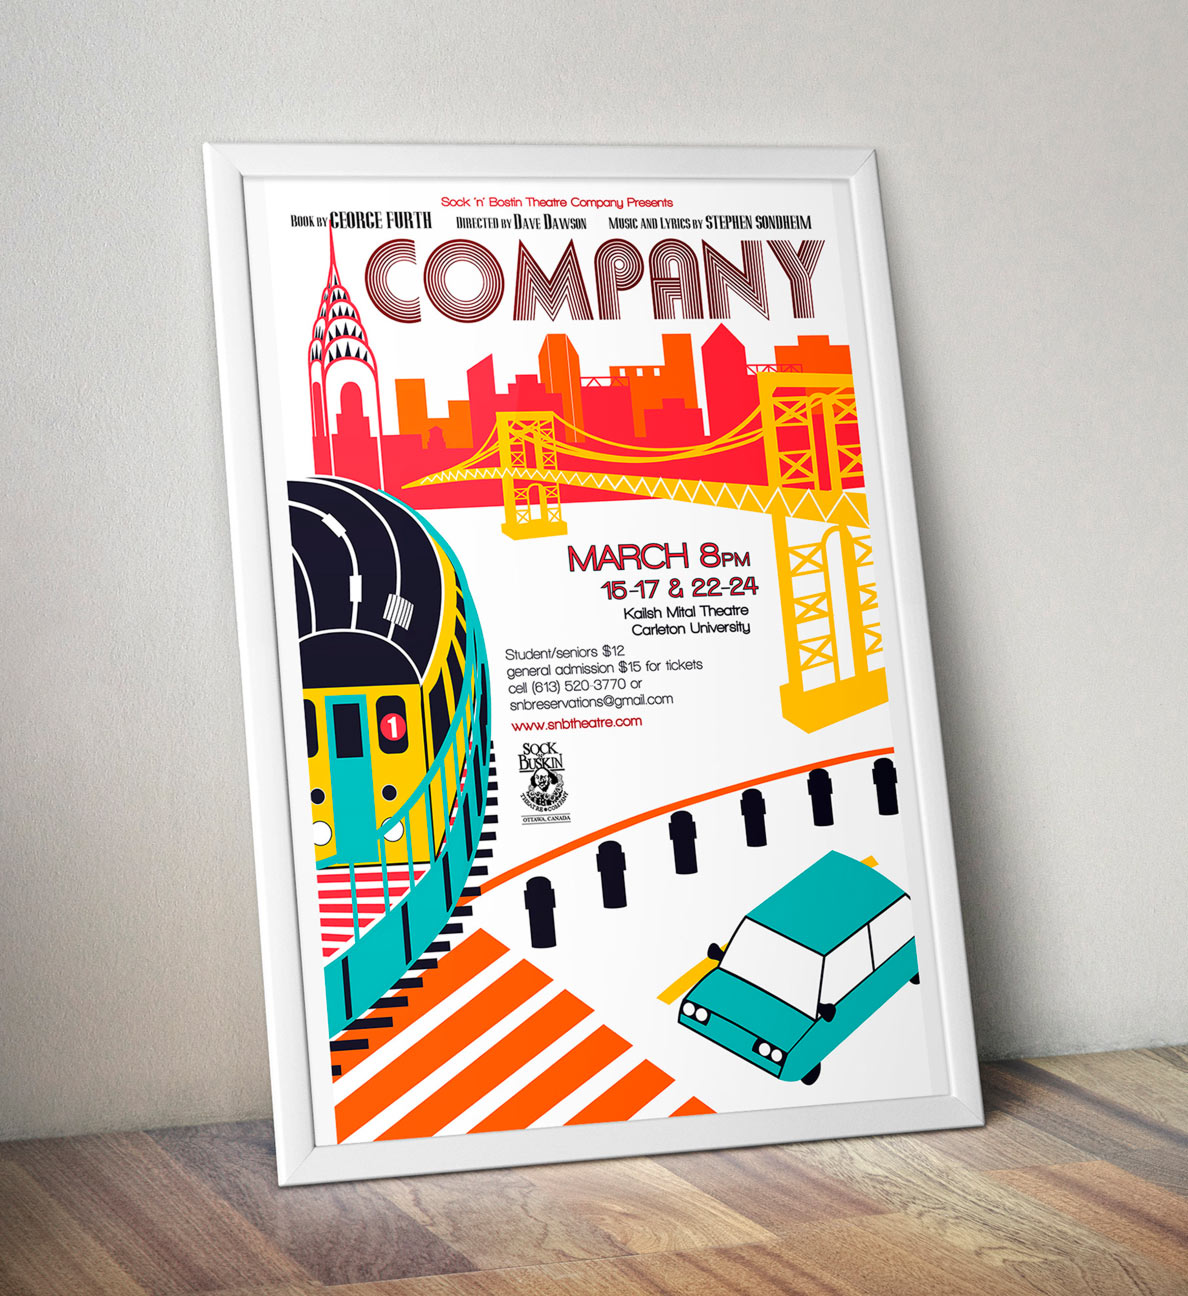 Sock 'n' Bostin Theatre Company Presents
BOOK BY GEORGE FURTH DIRECTED BY DAVE DAWSON MUSIC AND LYRICS BY STEPHEN SONDHEIM
COMPANY
MARCH 8PM
15-17 & 22-24
Kailsh Mital Theatre
Carleton University
Student/seniors $12
general admission $15 for tickets
cell (613) 520-3770 or
snbreservations@gmail.com
www.snbtheatre.com
1
SOCK
BUSKIN
THEATRE COMPANY
OTTAWA, CANADA